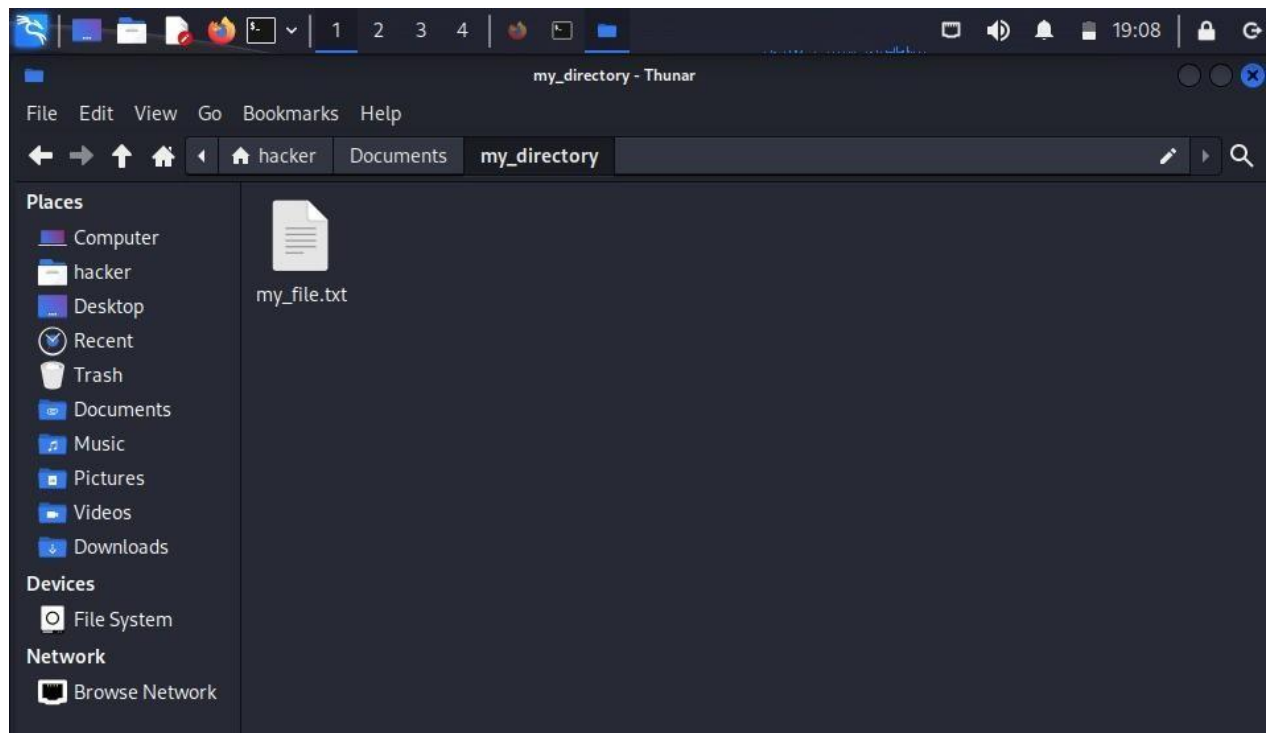 1 2 3 4 19:08
my_directory - Thunar
File Edit View Go Bookmarks Help
hacker Documents my_directory
Places
Computer
hacker
Desktop
Recent
Trash
Documents
Music
Pictures
Videos
Downloads
Devices
File System
Network
Browse Network
my_file.txt